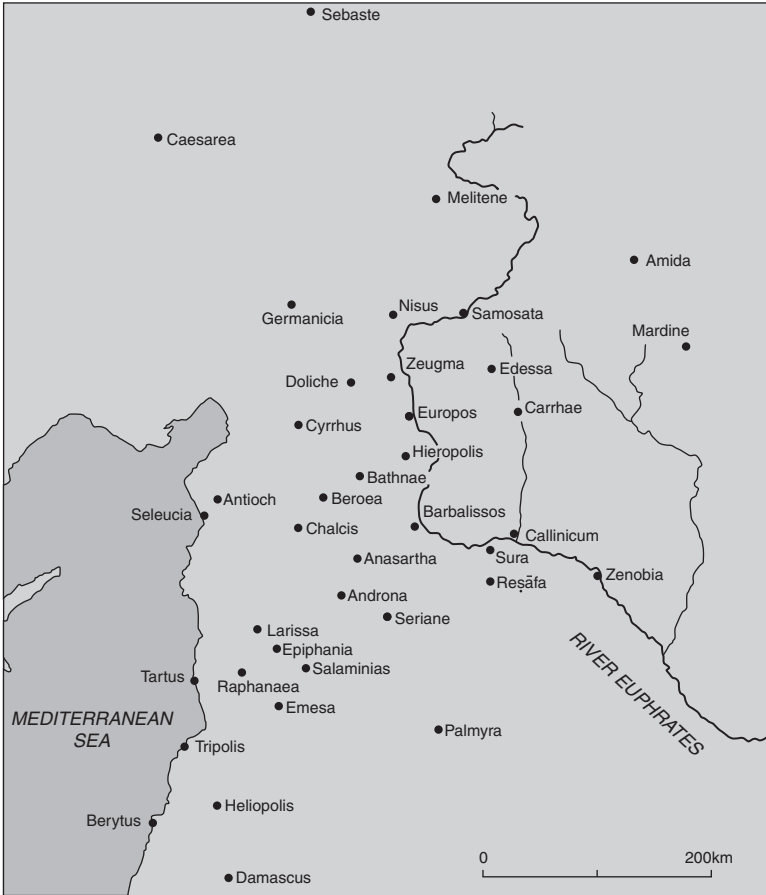 Sebaste
Caesarea
Melitene
Amida
Germanicia
Nisus
Samosata
Mardine
Doliche
Zeugma
Edessa
Europos
Carrhae
Cyrrhus
Hieropolis
Bathnae
Antioch
Beroea
Seleucia
Barbalissos
Chalcis
Callinicum
Anasartha
Sura
Zenobia
Reṣāfa
Androna
Seriane
Larissa
Epiphania
Salaminias
Tartus
Raphanaea
Emesa
RIVER EUPHRATES
MEDITERRANEAN
SEA
Palmyra
Tripolis
Heliopolis
Berytus
0 200km
Damascus